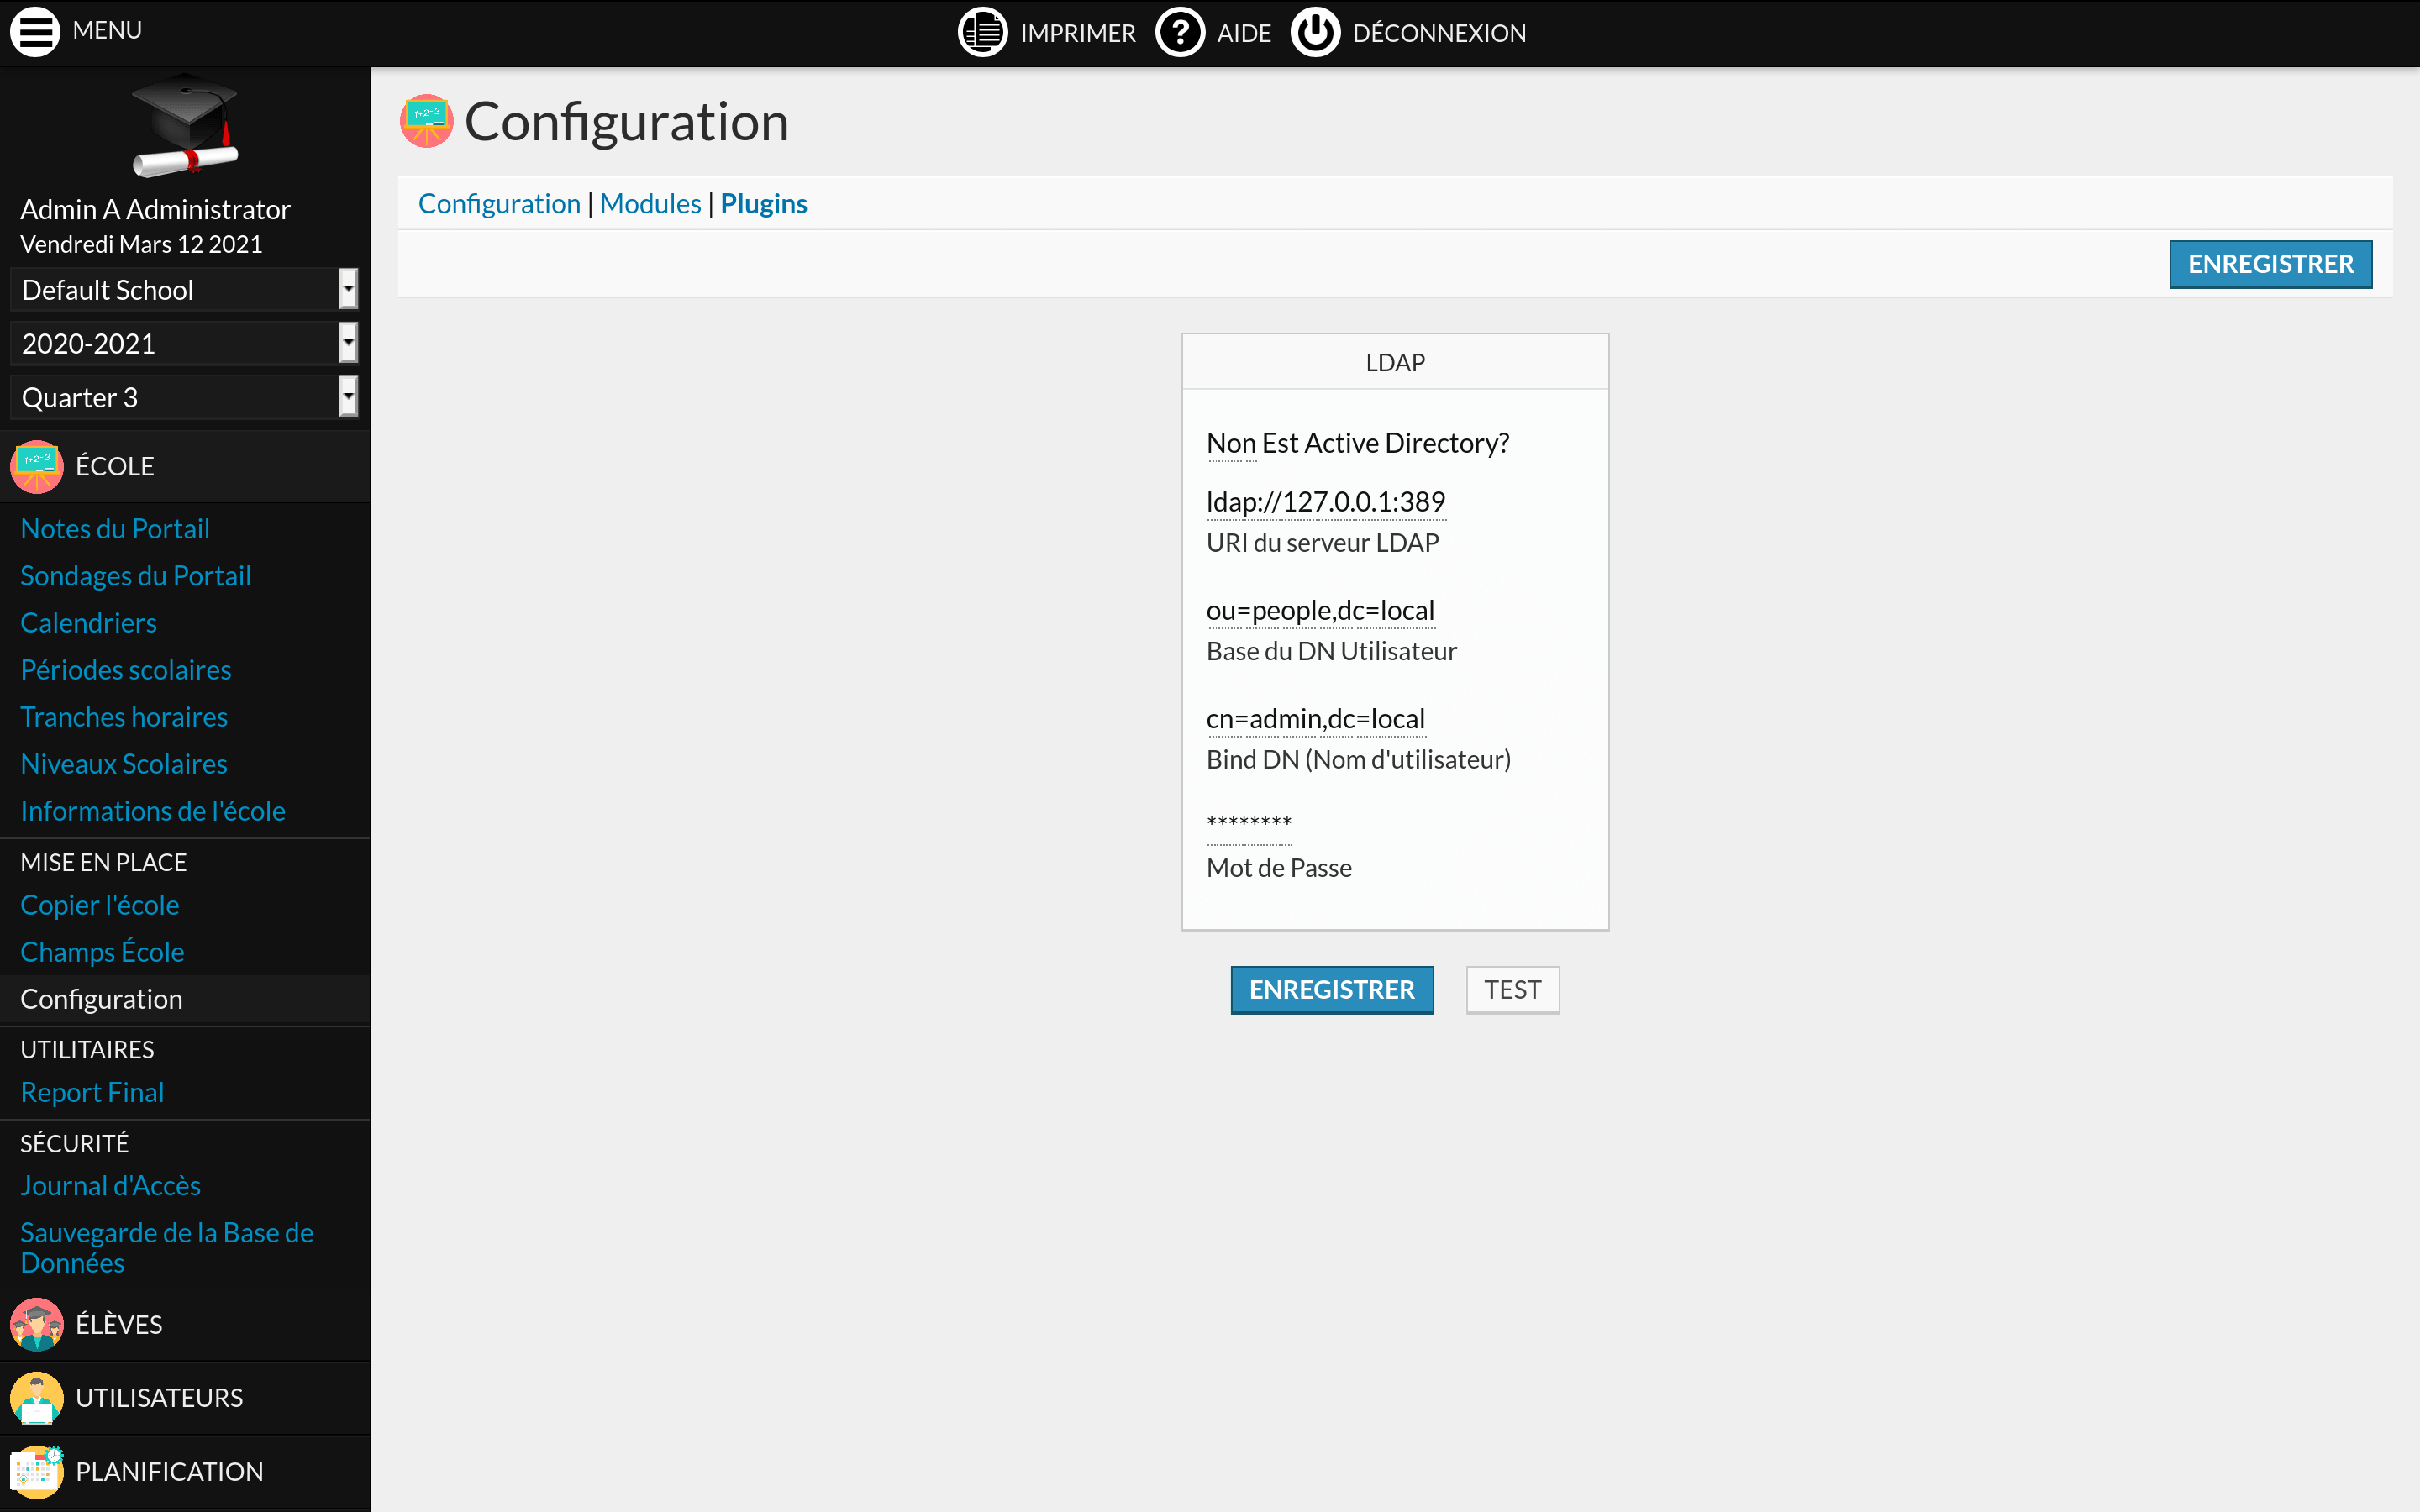 MENU
IMPRIMER
AIDE
DÉCONNEXION
Admin A Administrator
Vendredi Mars 12 2021
Default School
2020-2021
Quarter 3
ÉCOLE
Notes du Portail
Sondages du Portail
Calendriers
Périodes scolaires
Tranches horaires
Niveaux Scolaires
Informations de l'école
MISE EN PLACE
Copier l'école
Champs École
Configuration
UTILITAIRES
Report Final
SÉCURITÉ
Journal d'Accès
Sauvegarde de la Base de
Données
ÉLÈVES
UTILISATEURS
PLANIFICATION
Configuration
Configuration | Modules | Plugins
ENREGISTRER
LDAP
Non Est Active Directory?
ldap://127.0.0.1:389
URI du serveur LDAP
ou=people,dc=local
Base du DN Utilisateur
cn=admin,dc=local
Bind DN (Nom d'utilisateur)
********
Mot de Passe
ENREGISTRER
TEST